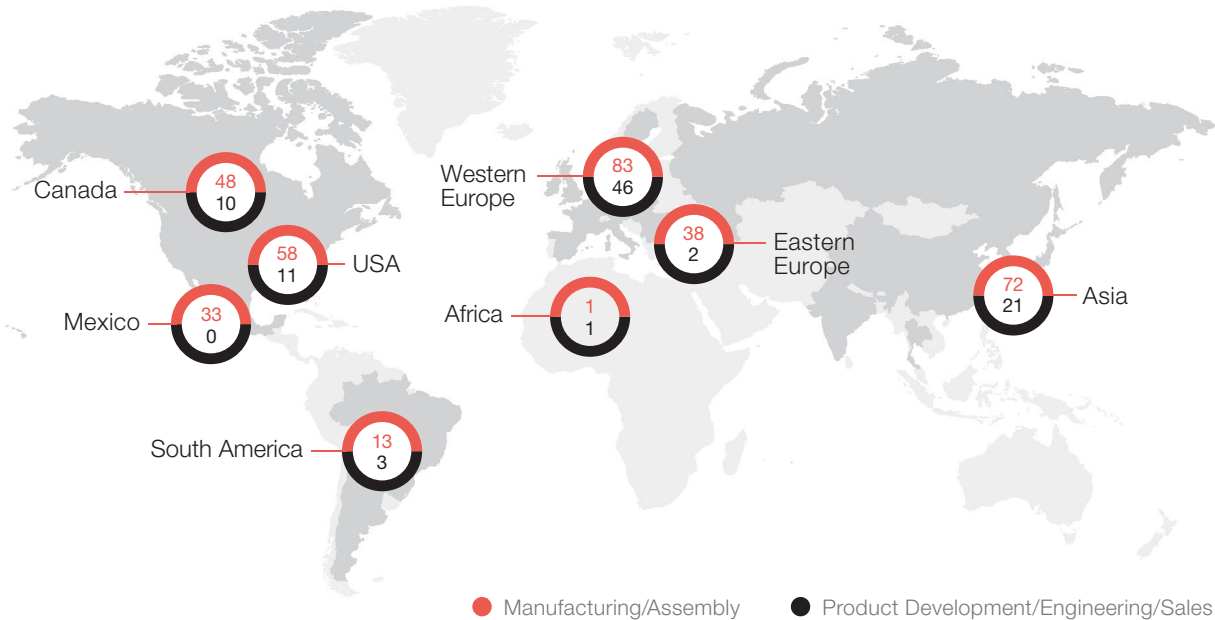 Canada
48
10
USA
58
11
Mexico
33
0
South America
13
3
Western
Europe
83
46
Eastern
Europe
38
2
Africa
1
1
Asia
72
21
Manufacturing/Assembly
Product Development/Engineering/Sales